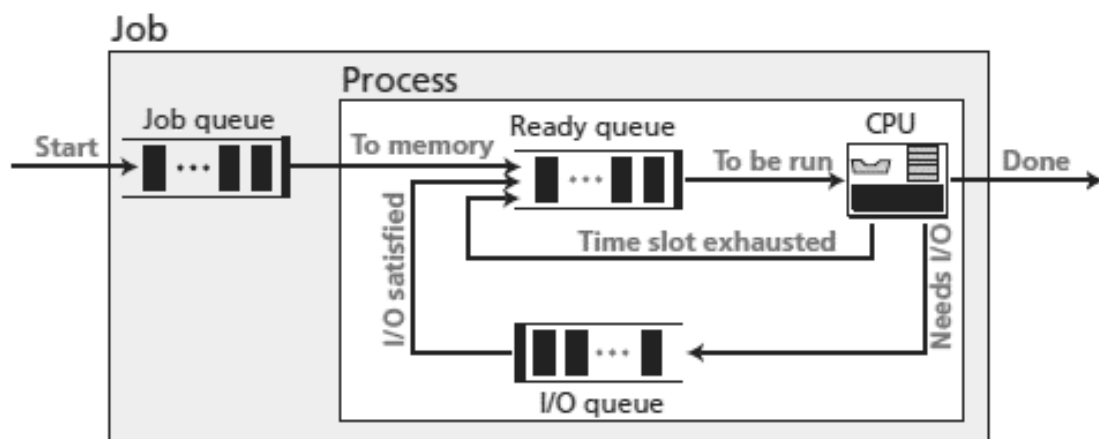 Job
Process
Job queue
Ready queue
CPU
Start
To memory
To be run
Done
Time slot exhausted
I/O satisfied
Needs I/O
I/O queue